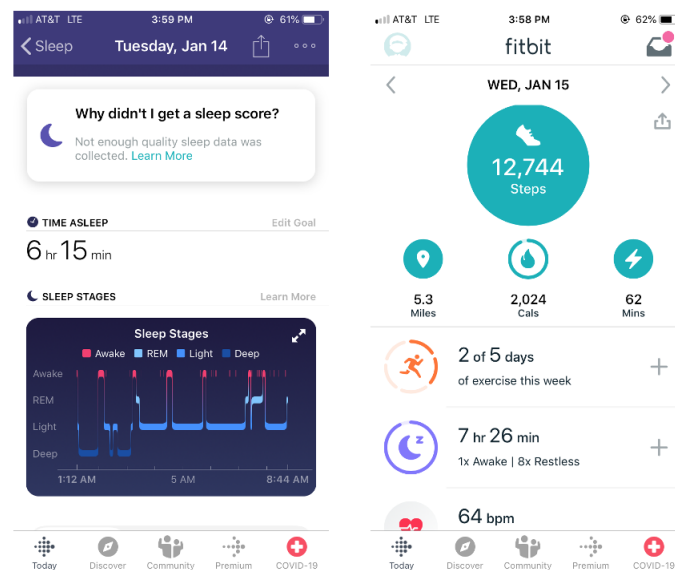 AT&T LTE 3:59 PM 61%
Sleep Tuesday, Jan 14
Why didn't I get a sleep score?
Not enough quality sleep data was
collected. Learn More
TIME ASLEEP Edit Goal
6 hr 15 min
SLEEP STAGES Learn More
Sleep Stages
Awake REM Light Deep
Awake
REM
Light
Deep
1:12 AM 5 AM 8:44 AM
Today Discover Community Premium COVID-19
AT&T LTE 3:58 PM 62%
fitbit
WED, JAN 15
12,744
Steps
5.3 2,024 62
Miles Cals Mins
2 of 5 days
of exercise this week
z
7 hr 26 min
1x Awake | 8x Restless
64 bpm
Today Discover Community Premium COVID-19